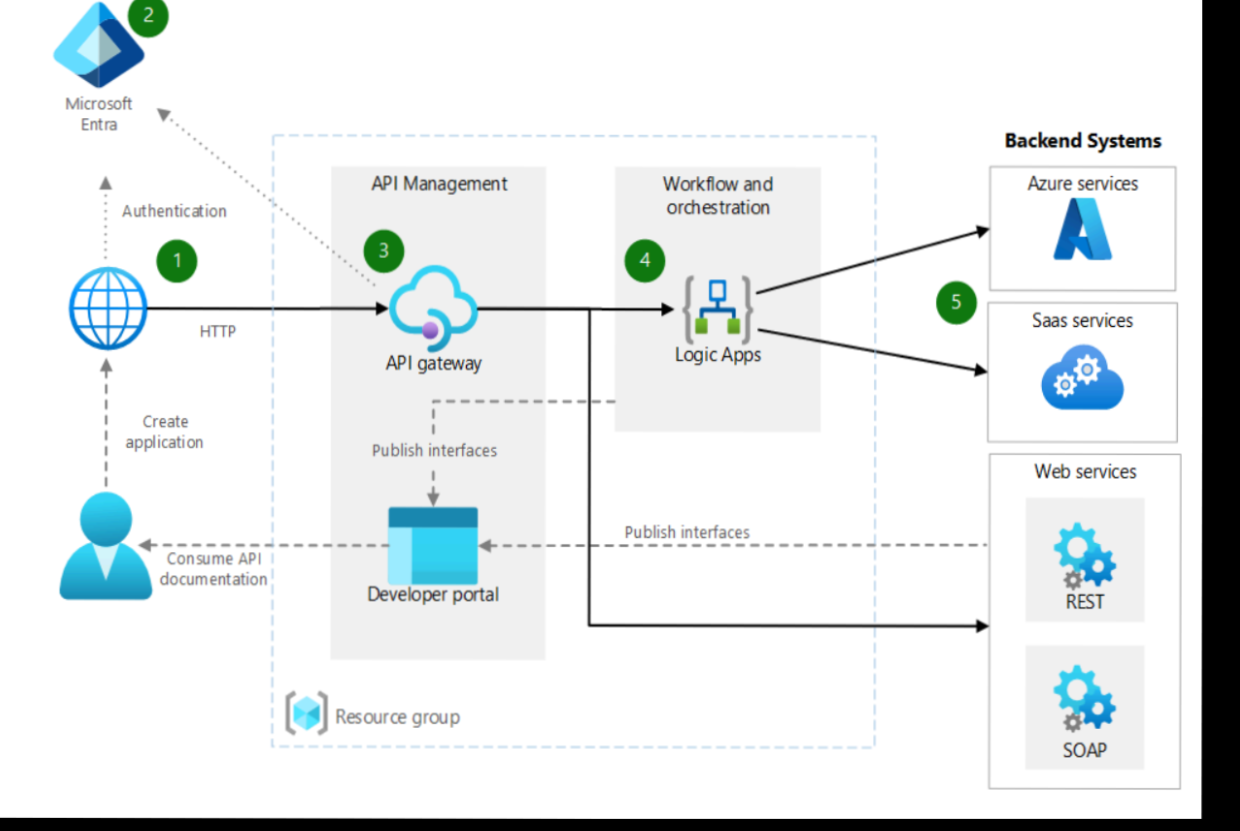 2
Microsoft
Entra
Authentication
1
HTTP
Create
application
Consume API
documentation
API Management
3
API gateway
Publish interfaces
Developer portal
Resource group
Workflow and
orchestration
4
Logic Apps
Publish interfaces
Backend Systems
Azure services
5
Saas services
Web services
REST
SOAP